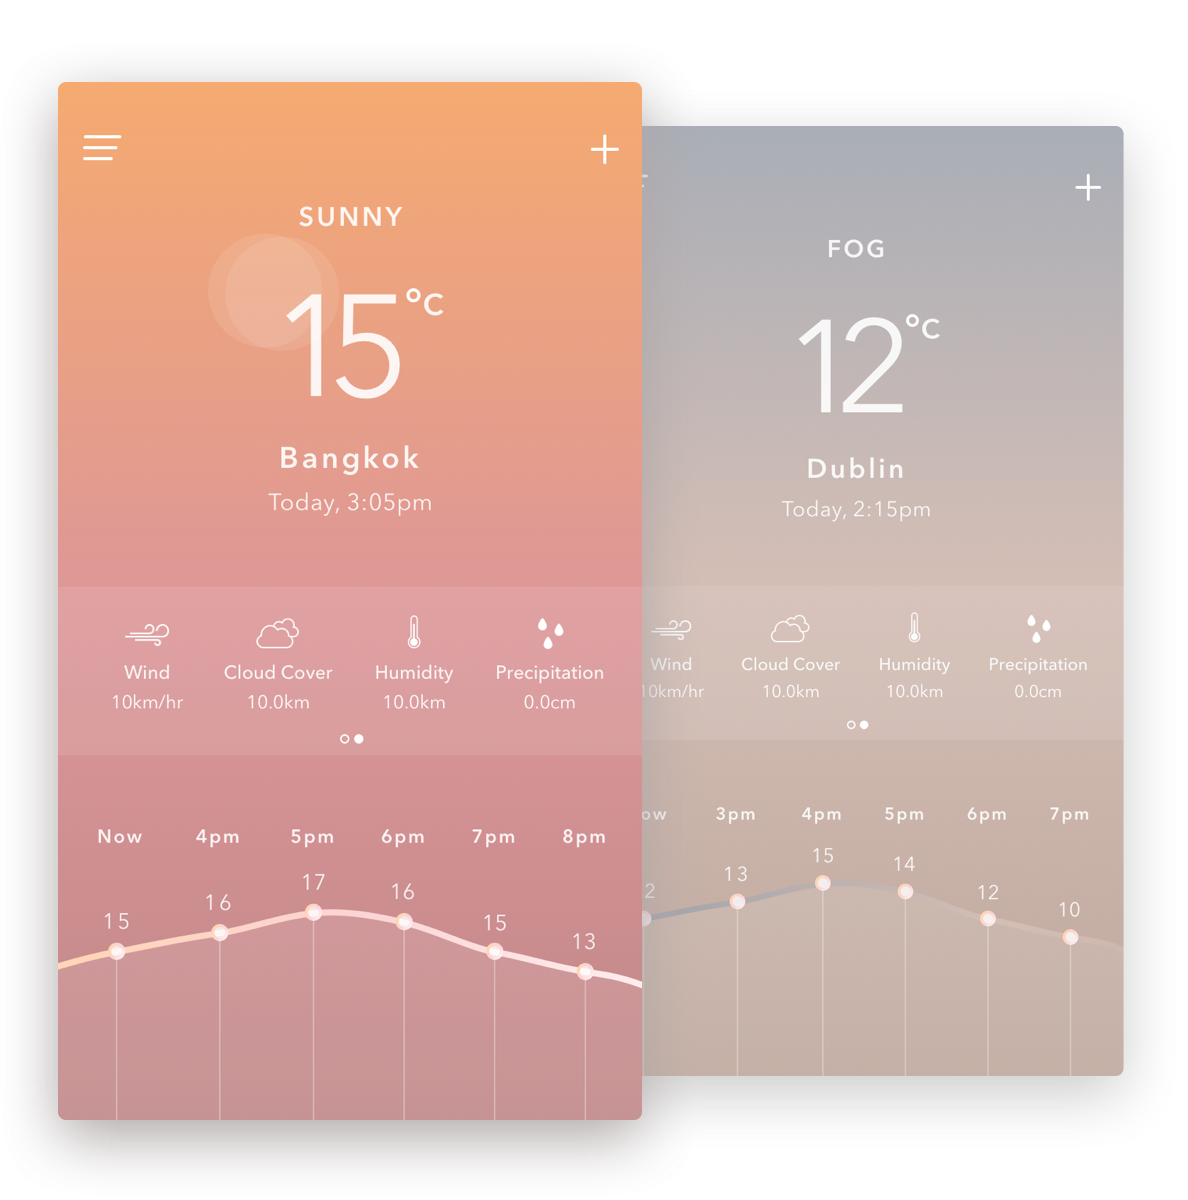 SUNNY
15°C
Bangkok
Today, 3:05pm
Wind
10km/hr
Cloud Cover
10.0km
Humidity
10.0km
Precipitation
0.0cm
Now 4pm 5pm 6pm 7pm 8pm
15 16 17 16 15 13
FOG
12°C
Dublin
Today, 2:15pm
Wind
10km/hr
Cloud Cover
10.0km
Humidity
10.0km
Precipitation
0.0cm
3pm 4pm 5pm 6pm 7pm
13 15 14 12 10